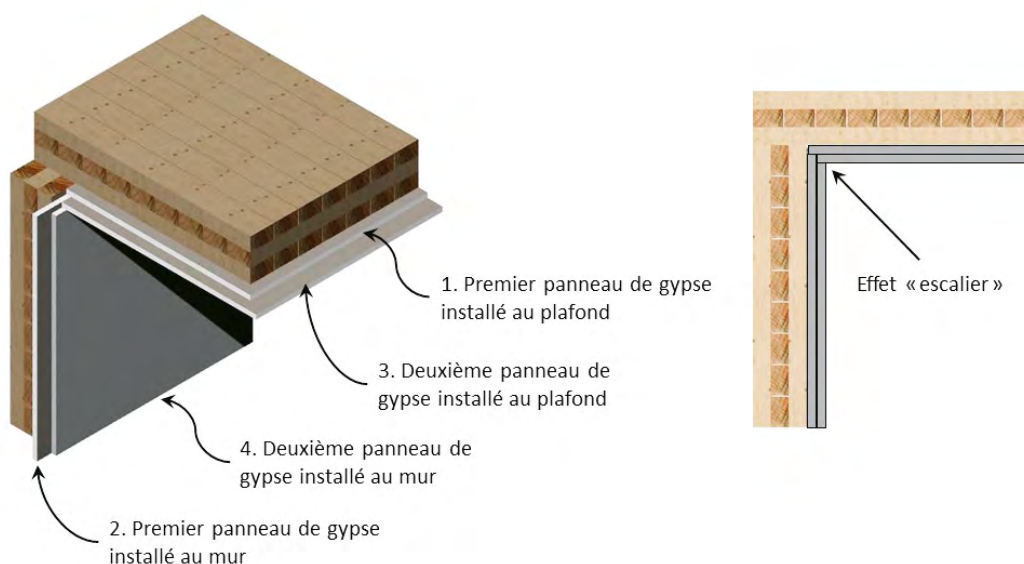 1. Premier panneau de gypse
installé au plafond
3. Deuxième panneau de
gypse installé au plafond
4. Deuxième panneau de
gypse installé au mur
2. Premier panneau de gypse
installé au mur
Effet « escalier »